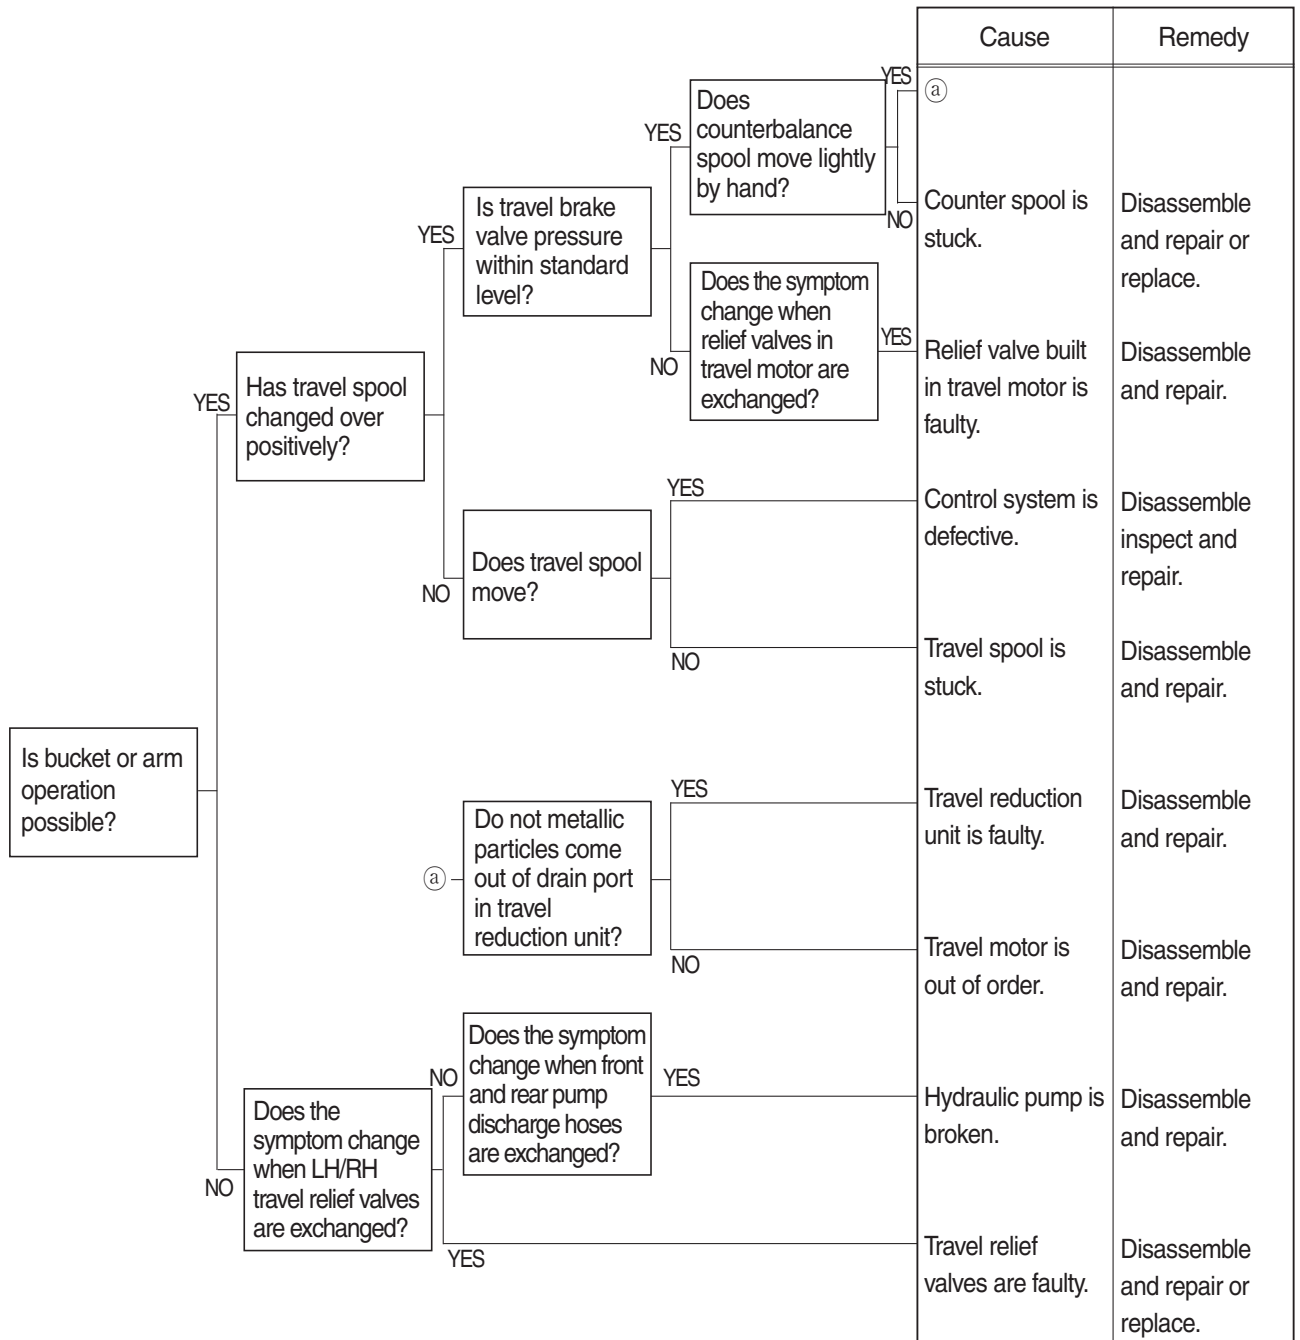 Cause
Remedy
YES
ⓐ
Does
counterbalance
spool move lightly
by hand?
YES
NO
Counter spool is
stuck.
Disassemble
and repair or
replace.
Is travel brake
valve pressure
within standard
level?
YES
Does the symptom
change when
relief valves in
travel motor are
exchanged?
YES
NO
Relief valve built
in travel motor is
faulty.
Disassemble
and repair.
Has travel spool
changed over
positively?
YES
YES
Control system is
defective.
Disassemble
inspect and
repair.
Does travel spool
move?
NO
NO
Travel spool is
stuck.
Disassemble
and repair.
Is bucket or arm
operation
possible?
YES
Travel reduction
unit is faulty.
Disassemble
and repair.
ⓐ
Do not metallic
particles come
out of drain port
in travel
reduction unit?
NO
Travel motor is
out of order.
Disassemble
and repair.
Does the symptom
change when front
and rear pump
discharge hoses
are exchanged?
NO
YES
Hydraulic pump is
broken.
Disassemble
and repair.
Does the
symptom change
when LH/RH
travel relief valves
are exchanged?
NO
YES
Travel relief
valves are faulty.
Disassemble
and repair or
replace.